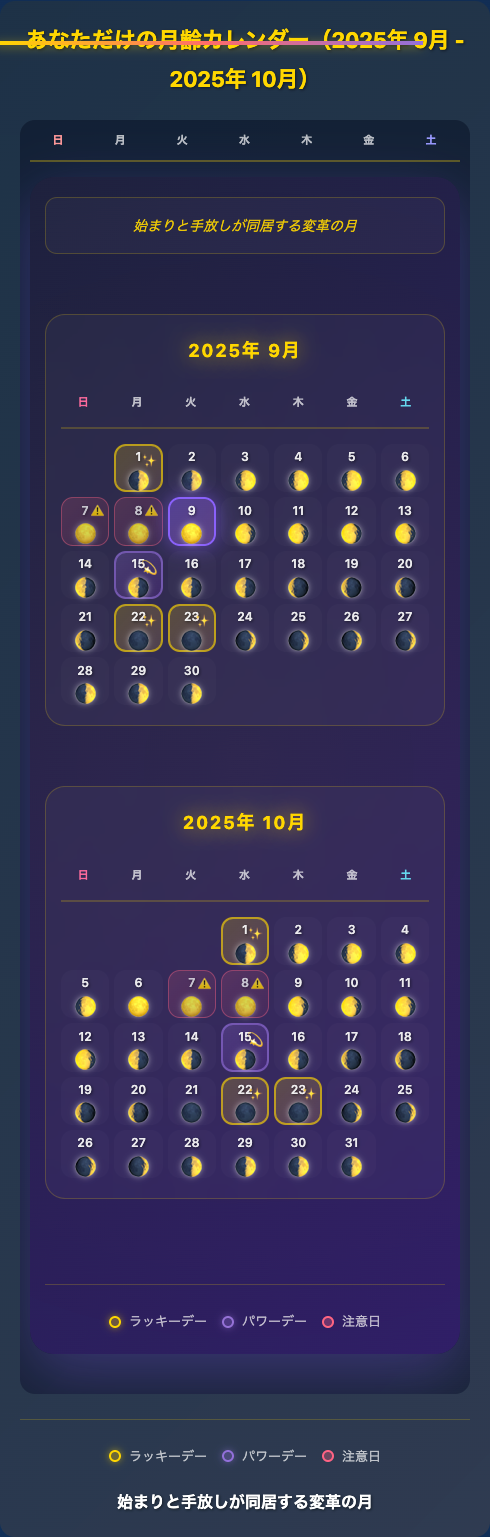 あなただけの月齢カレンダー（2025年 9月 -
2025年 10月）
日 月 火 水 木 金 土
始まりと手放しが同居する変革の月
2025年 9月
日 月 火 水 木 金 土
1 2 3 4 5 6
7 8 9 10 11 12 13
14 15 16 17 18 19 20
21 22 23 24 25 26 27
28 29 30
2025年 10月
日 月 火 水 木 金 土
1 2 3 4
5 6 7 8 9 10 11
12 13 14 15 16 17 18
19 20 21 22 23 24 25
26 27 28 29 30 31
ラッキーデー パワーデー 注意日
ラッキーデー パワーデー 注意日
始まりと手放しが同居する変革の月